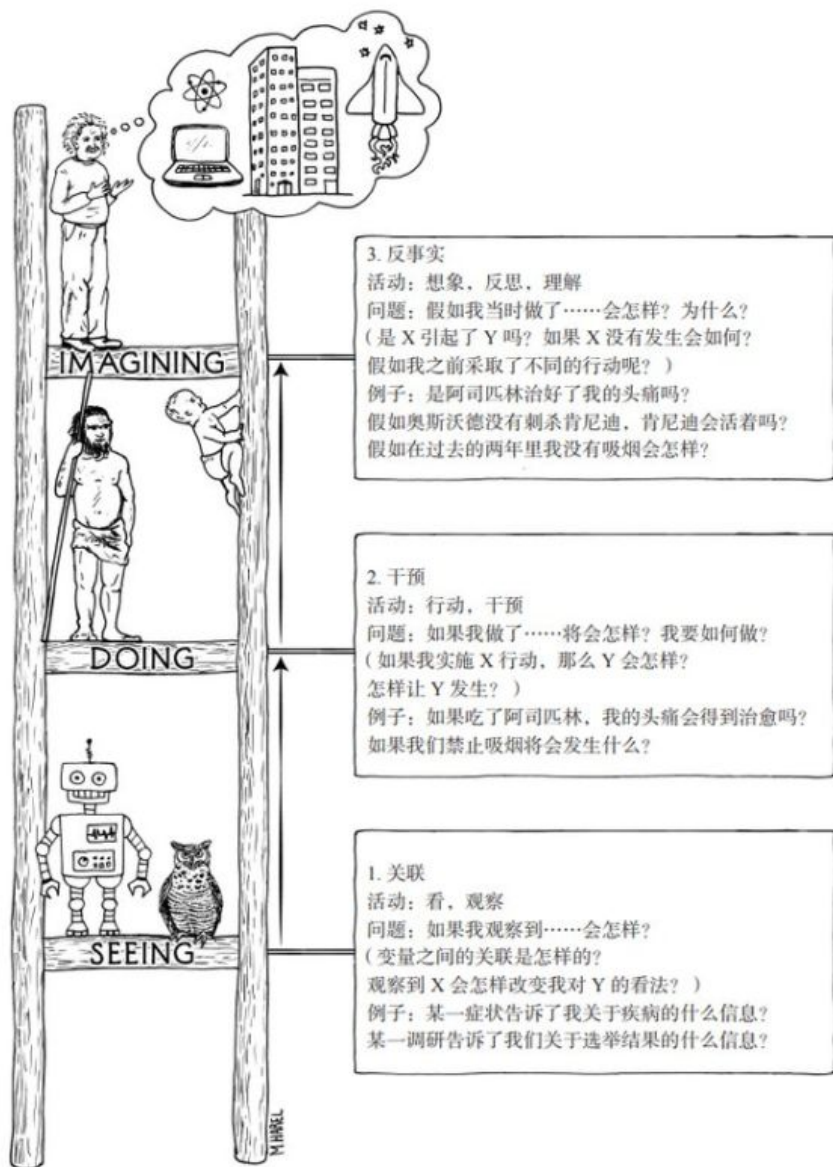 IMAGINING
3. 反事实
活动：想象，反思，理解
问题：假如我当时做了……会怎样？为什么？
（是 X 引起了 Y 吗？如果 X 没有发生会如何？
假如我之前采取了不同的行动呢？）
例子：是阿司匹林治好了我的头痛吗？
假如奥斯沃德没有刺杀肯尼迪，肯尼迪会活着吗？
假如在过去的两年里我没有吸烟会怎样？
DOING
2. 干预
活动：行动，干预
问题：如果我做了……将会怎样？我要如何做？
（如果我实施 X 行动，那么 Y 会怎样？
怎样让 Y 发生？）
例子：如果吃了阿司匹林，我的头痛会得到治愈吗？
如果我们禁止吸烟将会发生什么？
SEEING
1. 关联
活动：看，观察
问题：如果我观察到……会怎样？
（变量之间的关联是怎样的？
观察到 X 会怎样改变我对 Y 的看法？）
例子：某一症状告诉了我关于疾病的什么信息？
某一调研告诉了我们关于选举结果的什么信息？
M.HAREL